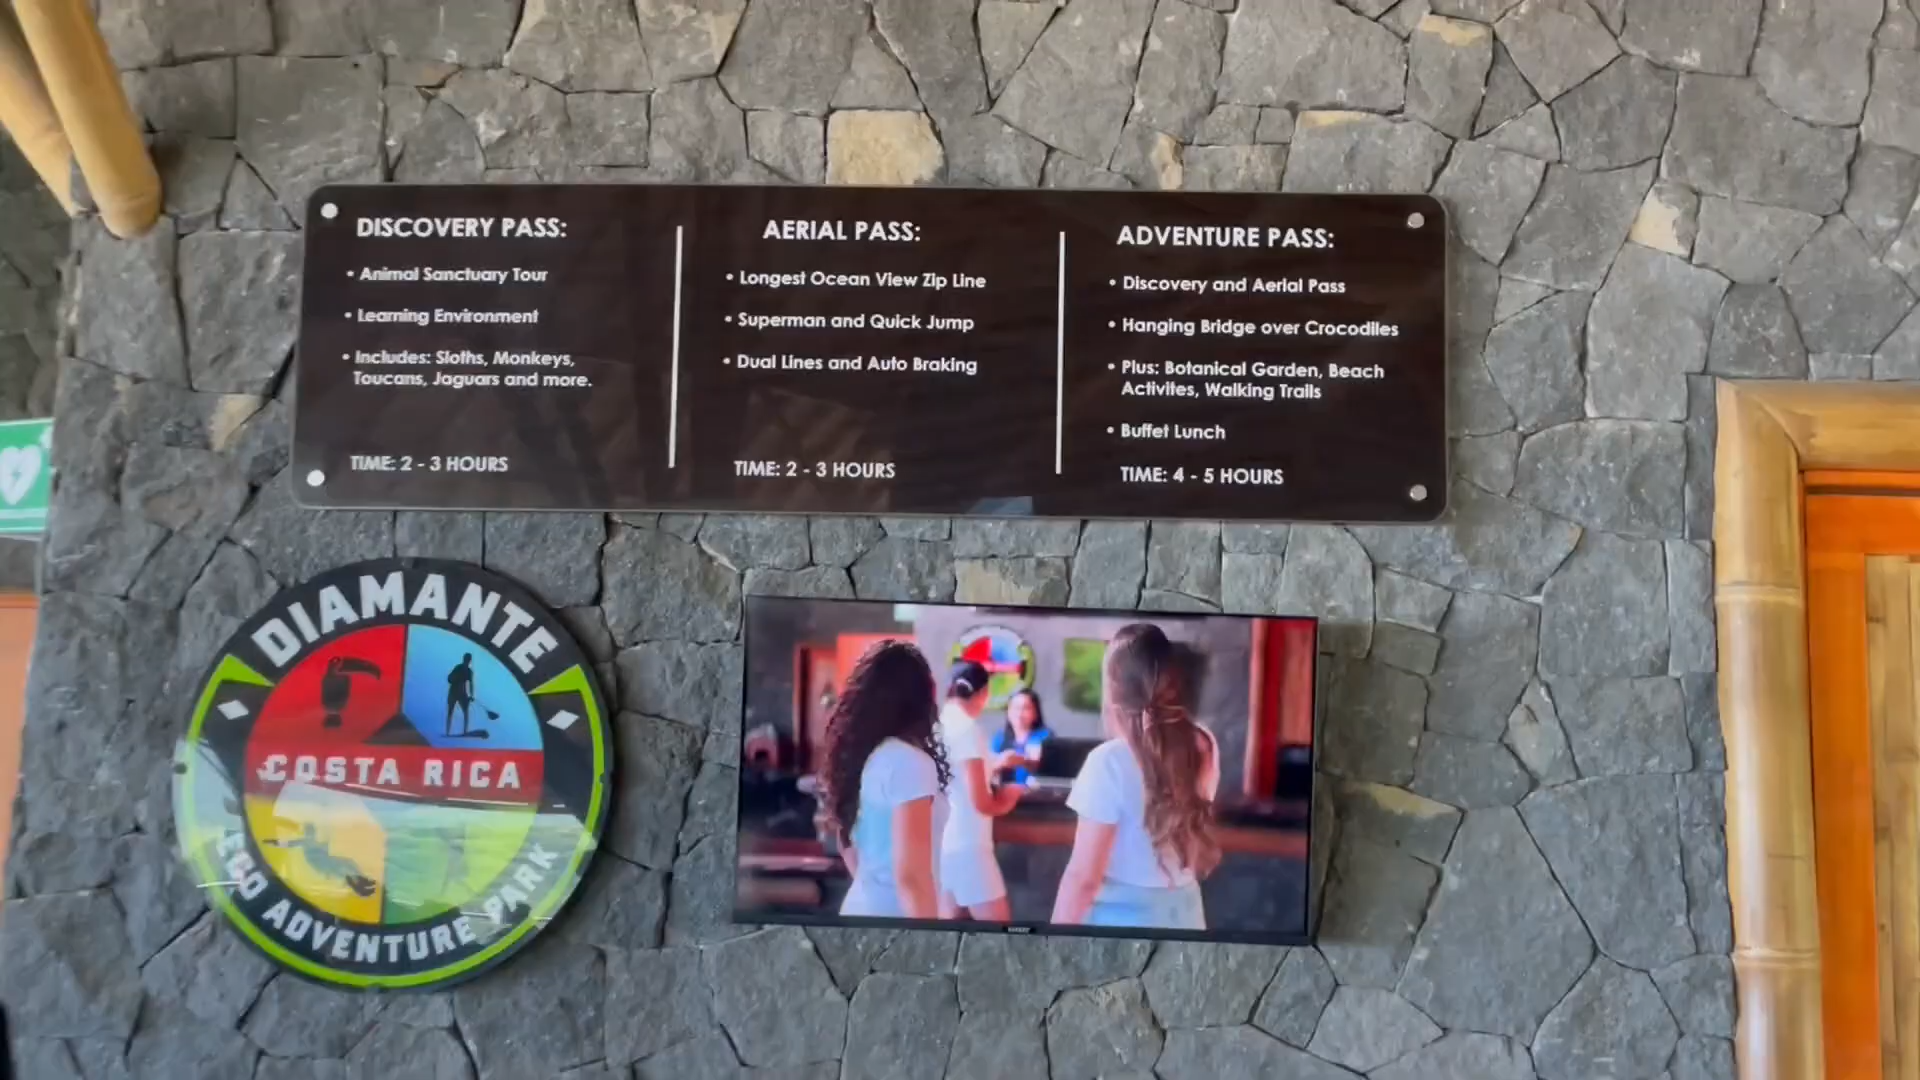 DISCOVERY PASS:
• Animal Sanctuary Tour
• Learning Environment
• Includes: Sloths, Monkeys,
Toucans, Jaguars and more.
TIME: 2 - 3 HOURS
AERIAL PASS:
• Longest Ocean View Zip Line
• Superman and Quick Jump
• Dual Lines and Auto Braking
TIME: 2 - 3 HOURS
ADVENTURE PASS:
• Discovery and Aerial Pass
• Hanging Bridge over Crocodiles
• Plus: Botanical Garden, Beach
Activites, Walking Trails
• Buffet Lunch
TIME: 4 - 5 HOURS
DIAMANTE
COSTA RICA
ECO ADVENTURE PARK